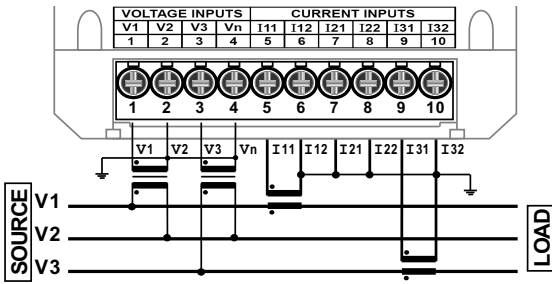 VOLTAGE INPUTS CURRENT INPUTS
V1 V2 V3 Vn I11 I12 I21 I22 I31 I32
1 2 3 4 5 6 7 8 9 10
1 2 3 4 5 6 7 8 9 10
V1 V2 V3 Vn I11 I12 I21 I22 I31 I32
SOURCE
V1
V2
V3
LOAD